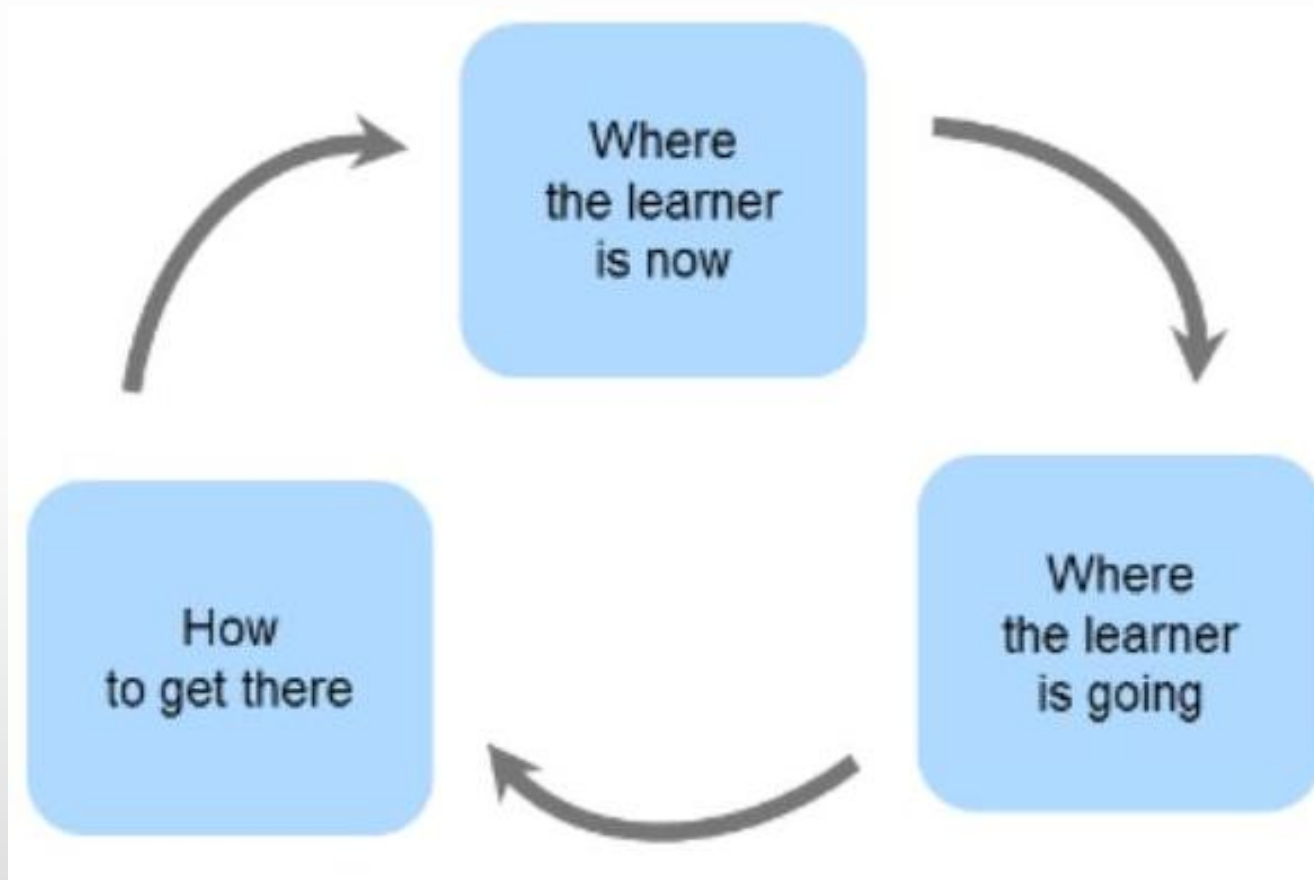 Where
the learner
is now
Where
the learner
is going
How
to get there